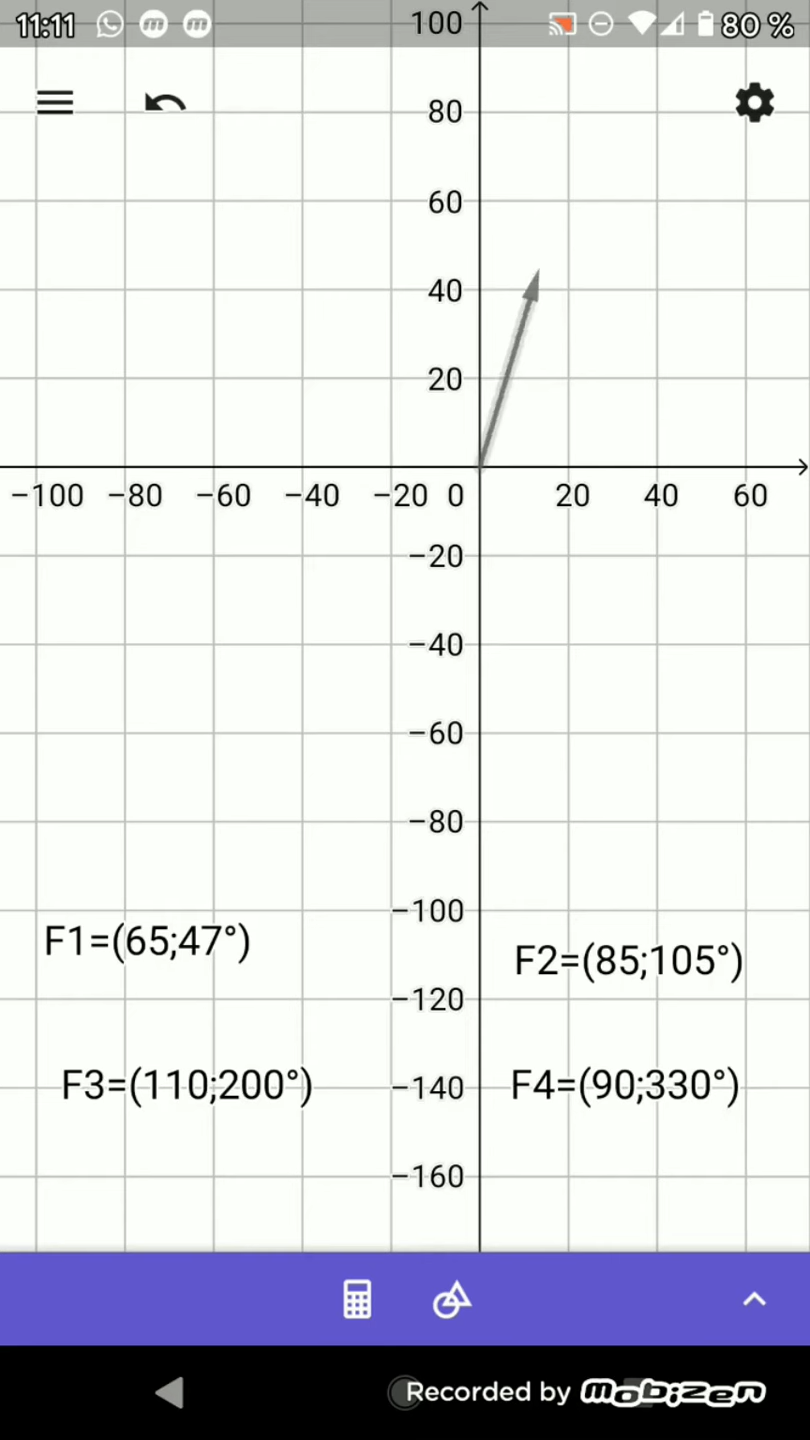 11:11 80 %
100
80
60
40
20
−100 −80 −60 −40 −20 0 20 40 60
−20
−40
−60
−80
−100
F1=(65;47°)
F2=(85;105°)
−120
F3=(110;200°) −140 F4=(90;330°)
−160
Recorded by mobizen